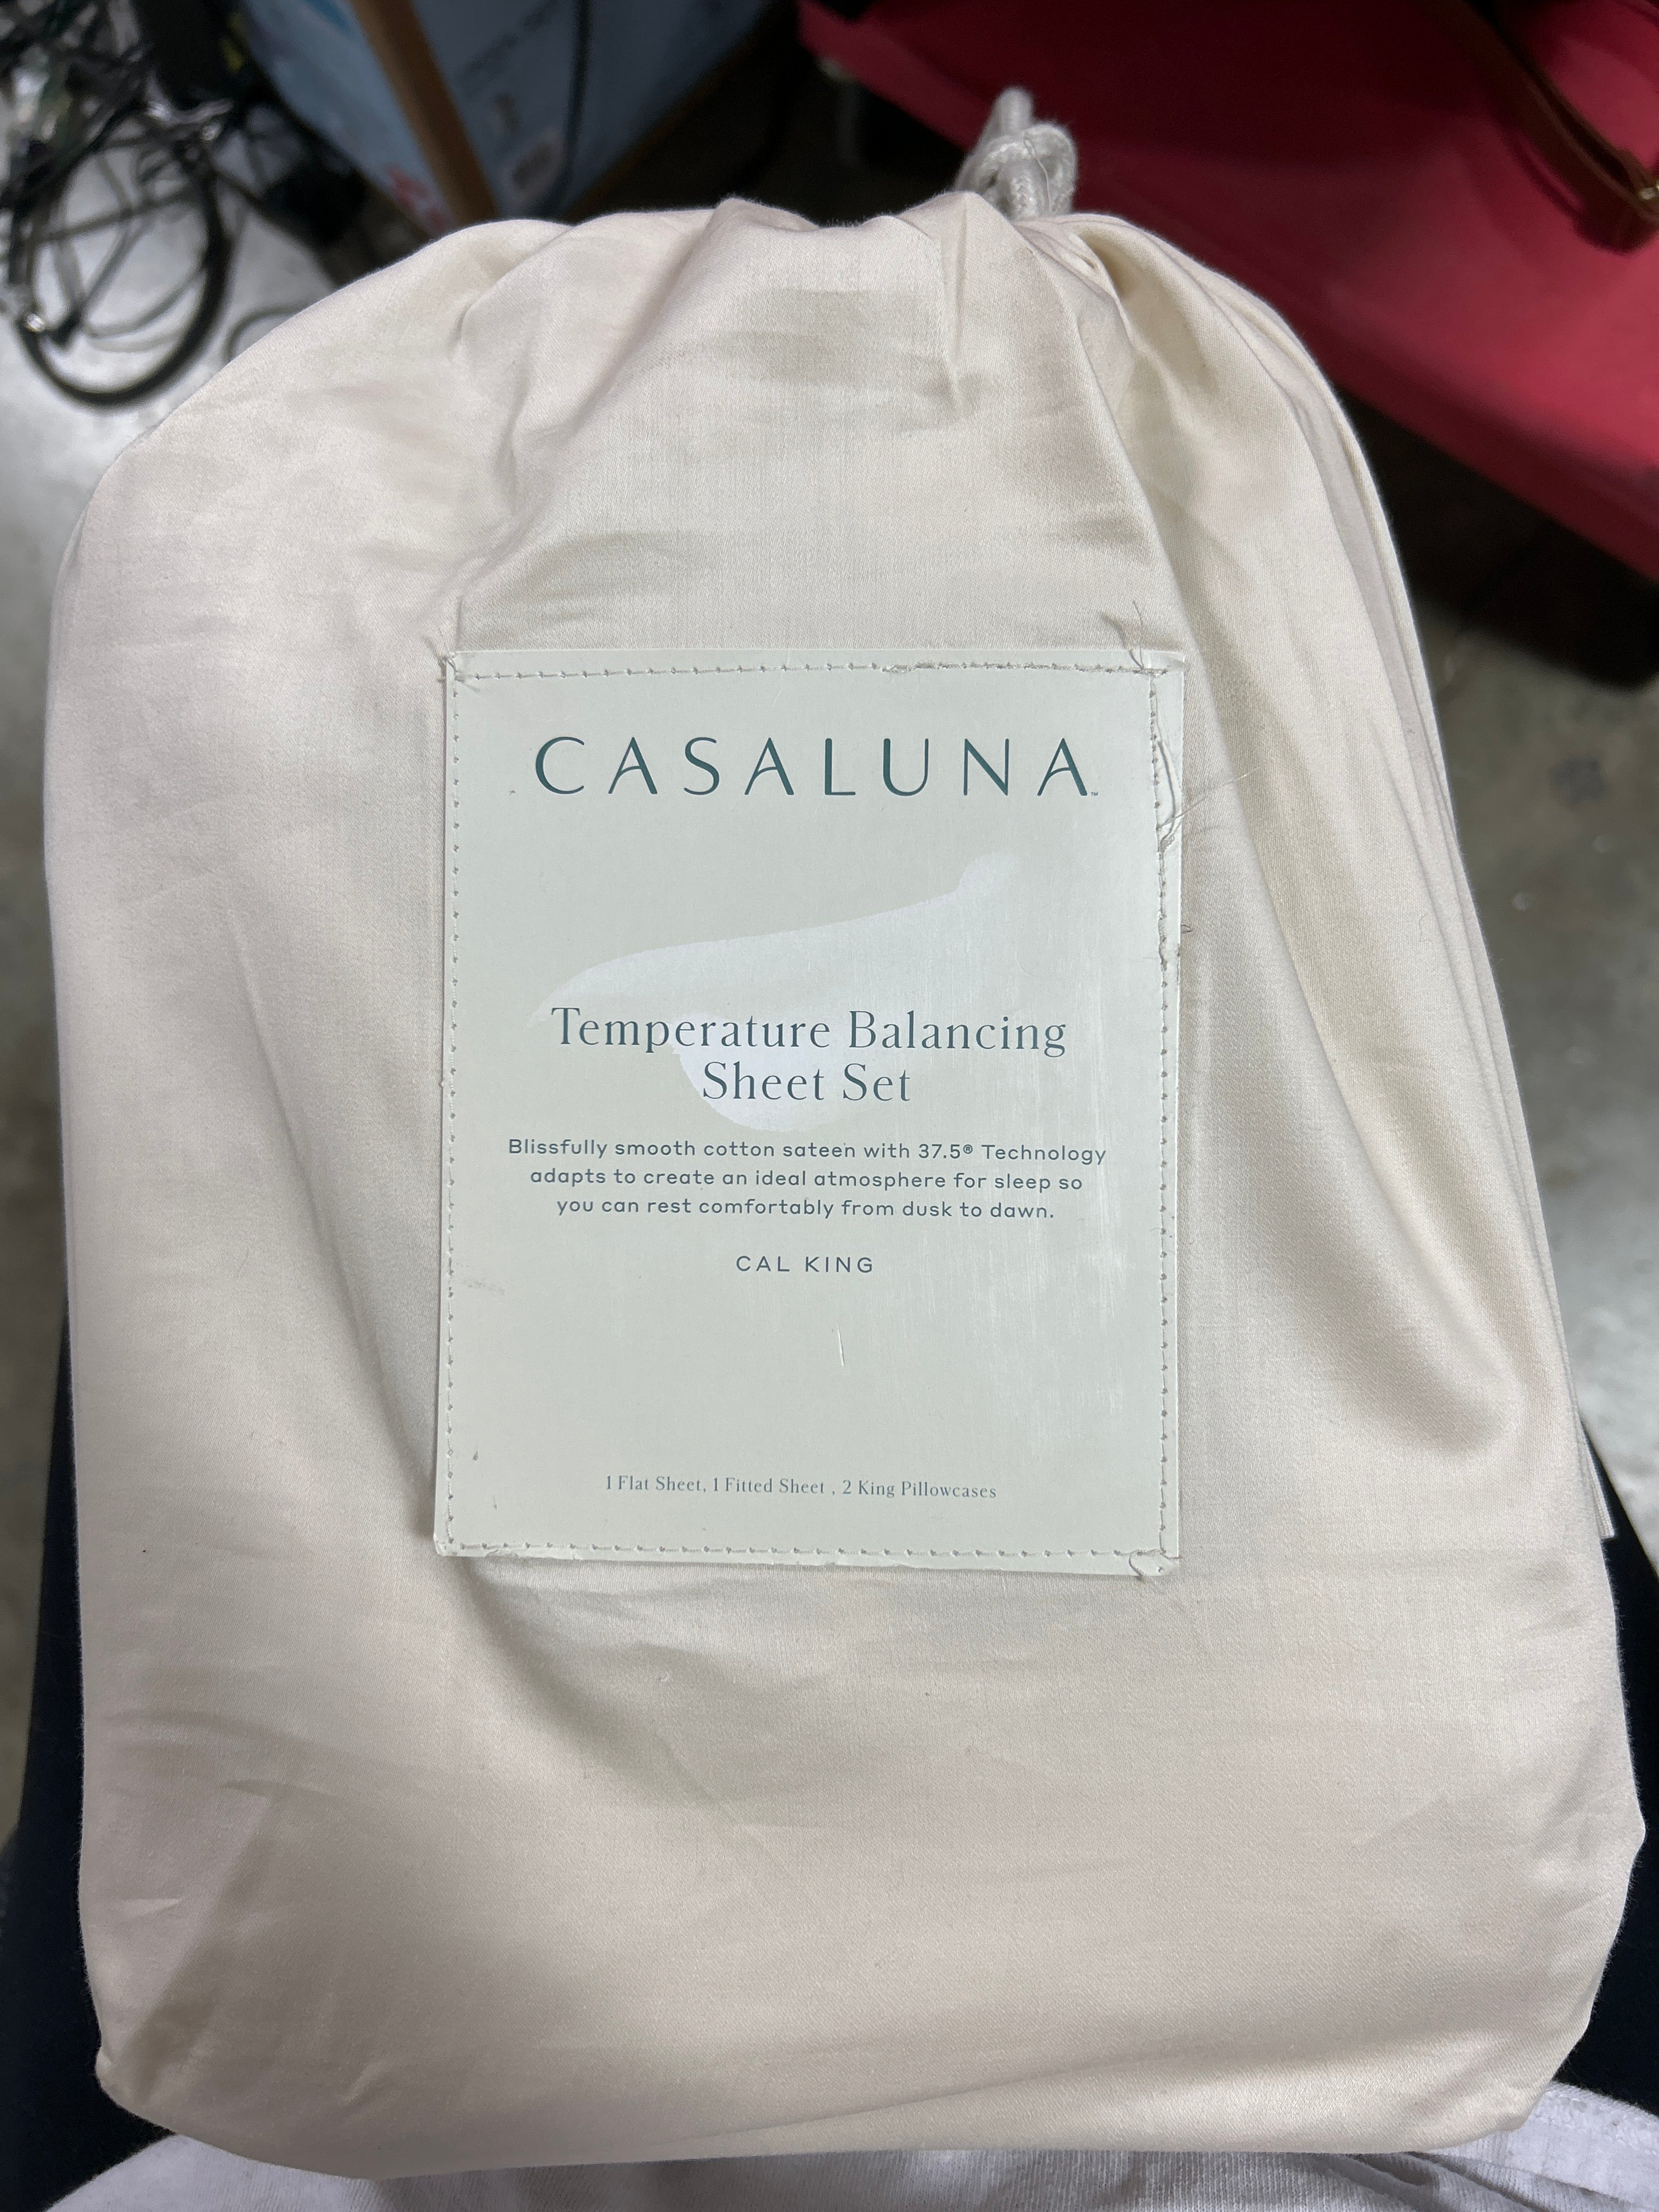 CASALUNA™
Temperature Balancing
Sheet Set
Blissfully smooth cotton sateen with 37.5® Technology
adapts to create an ideal atmosphere for sleep so
you can rest comfortably from dusk to dawn.
CAL KING
1 Flat Sheet, 1 Fitted Sheet , 2 King Pillowcases